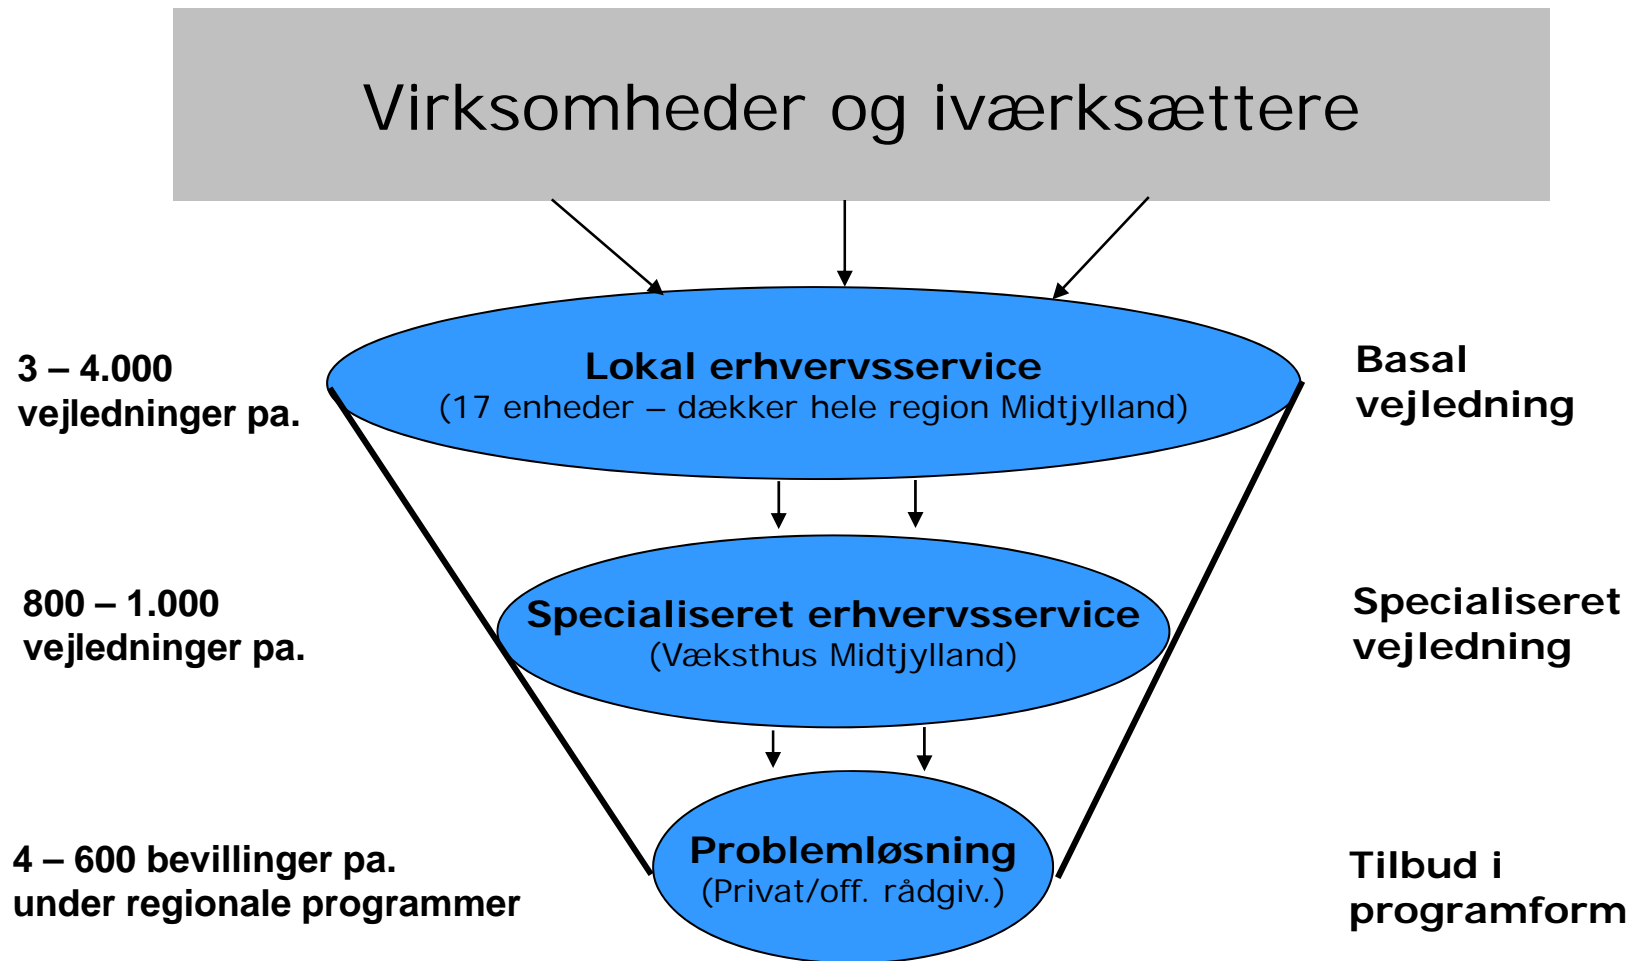 Virksomheder og iværksættere
3 – 4.000
vejledninger pa.
Lokal erhvervsservice
(17 enheder – dækker hele region Midtjylland)
Basal
vejledning
800 – 1.000
vejledninger pa.
Specialiseret erhvervsservice
(Væksthus Midtjylland)
Specialiseret
vejledning
4 – 600 bevillinger pa.
under regionale programmer
Problemløsning
(Privat/off. rådgiv.)
Tilbud i
programform